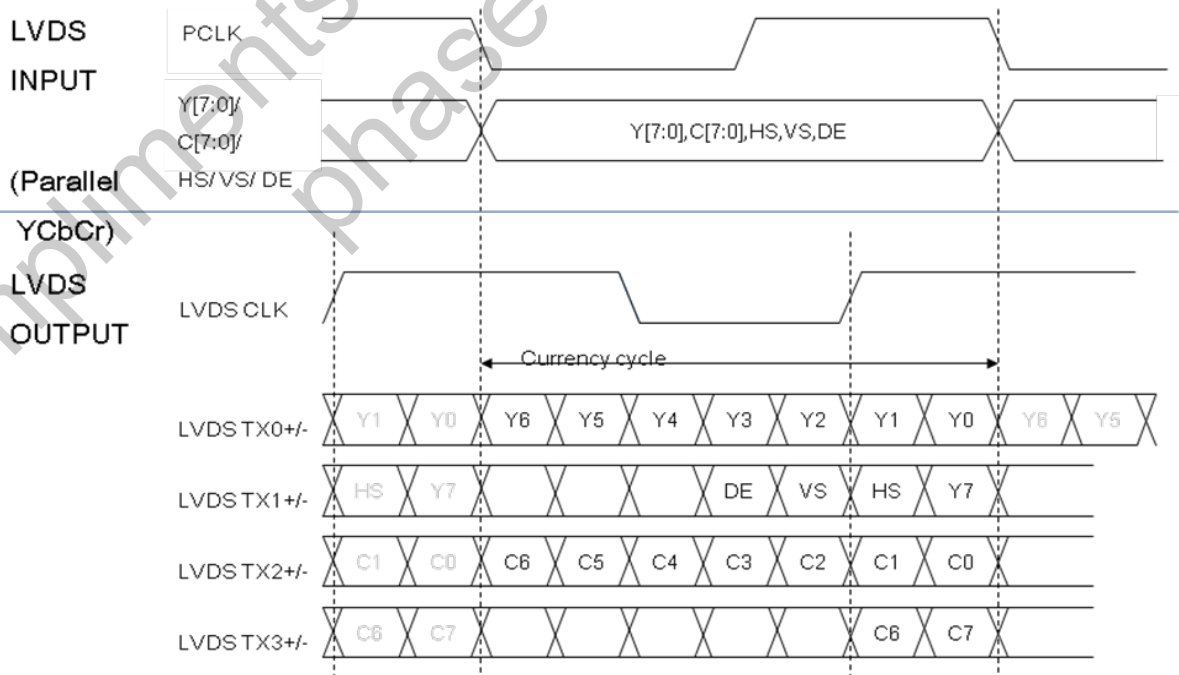 LVDS
INPUT
PCLK
Y[7:0]/
C[7:0]/
Y[7:0],C[7:0],HS,VS,DE
(Parallel
HS/ VS/ DE
YCbCr)
LVDS
OUTPUT
LVDS CLK
Currency cycle
LVDS TX0+/- Y1 Y0 Y6 Y5 Y4 Y3 Y2 Y1 Y0 Y6 Y5
LVDS TX1+/- HS Y7 DE VS HS Y7
LVDS TX2+/- C1 C0 C6 C5 C4 C3 C2 C1 C0
LVDS TX3+/- C6 C7 C6 C7
phase